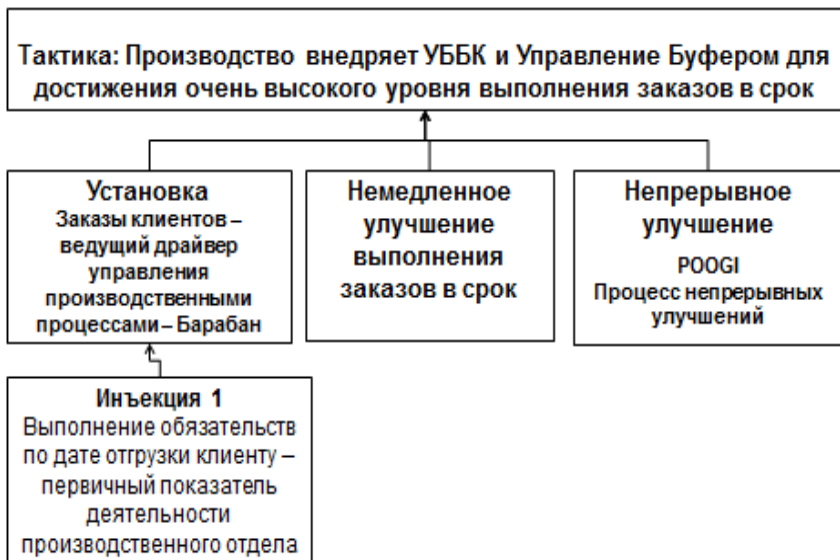 Тактика: Производство внедряет УББК и Управление Буфером для
достижения очень высокого уровня выполнения заказов в срок
Установка
Заказы клиентов –
ведущий драйвер
управления
производственными
процессами – Барабан
Немедленное
улучшение
выполнения
заказов в срок
Непрерывное
улучшение
POOGI
Процесс непрерывных
улучшений
Инъекция 1
Выполнение обязательств
по дате отгрузки клиенту –
первичный показатель
деятельности
производственного отдела